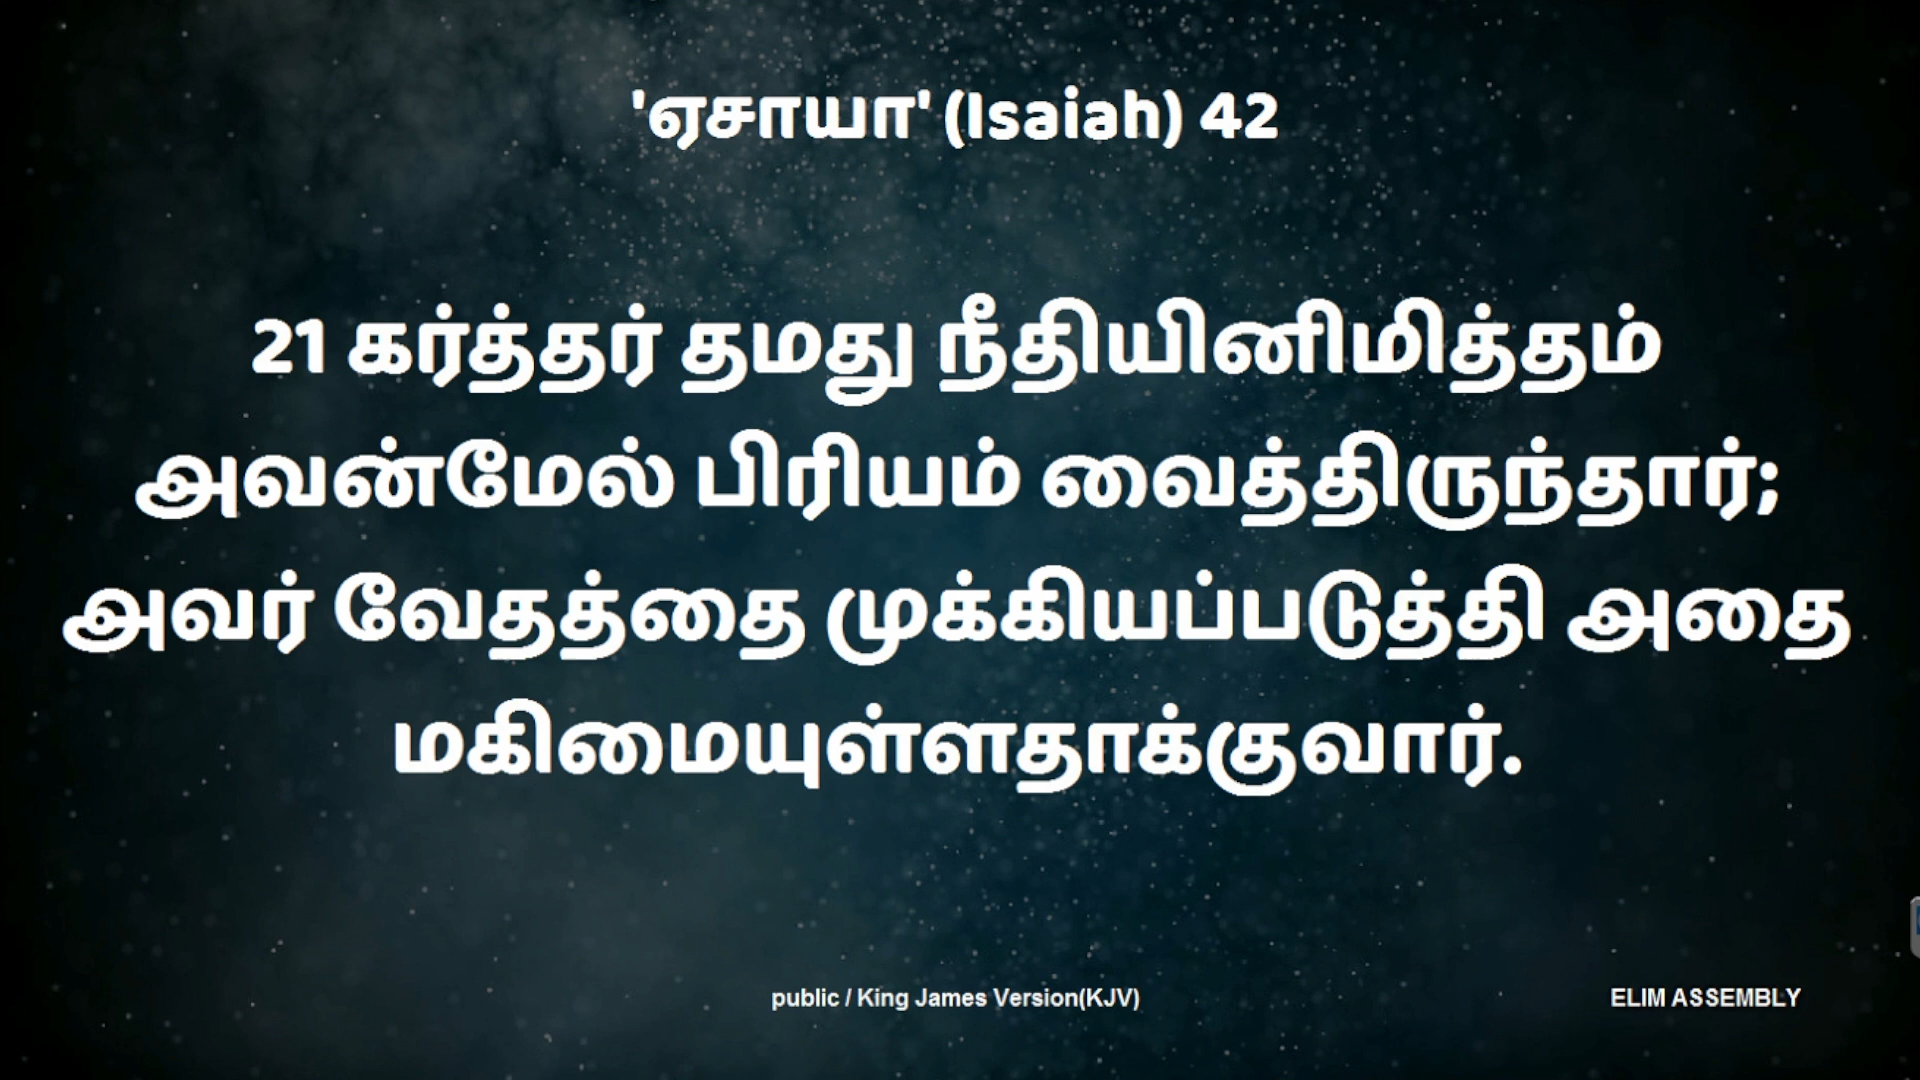 'ஏசாயா' (Isaiah) 42
21 கர்த்தர் தமது நீதியினிமித்தம்
அவன்மேல் பிரியம் வைத்திருந்தார்;
அவர் வேதத்தை முக்கியப்படுத்தி அதை
மகிமையுள்ளதாக்குவார்.
public / King James Version(KJV)
ELIM ASSEMBLY